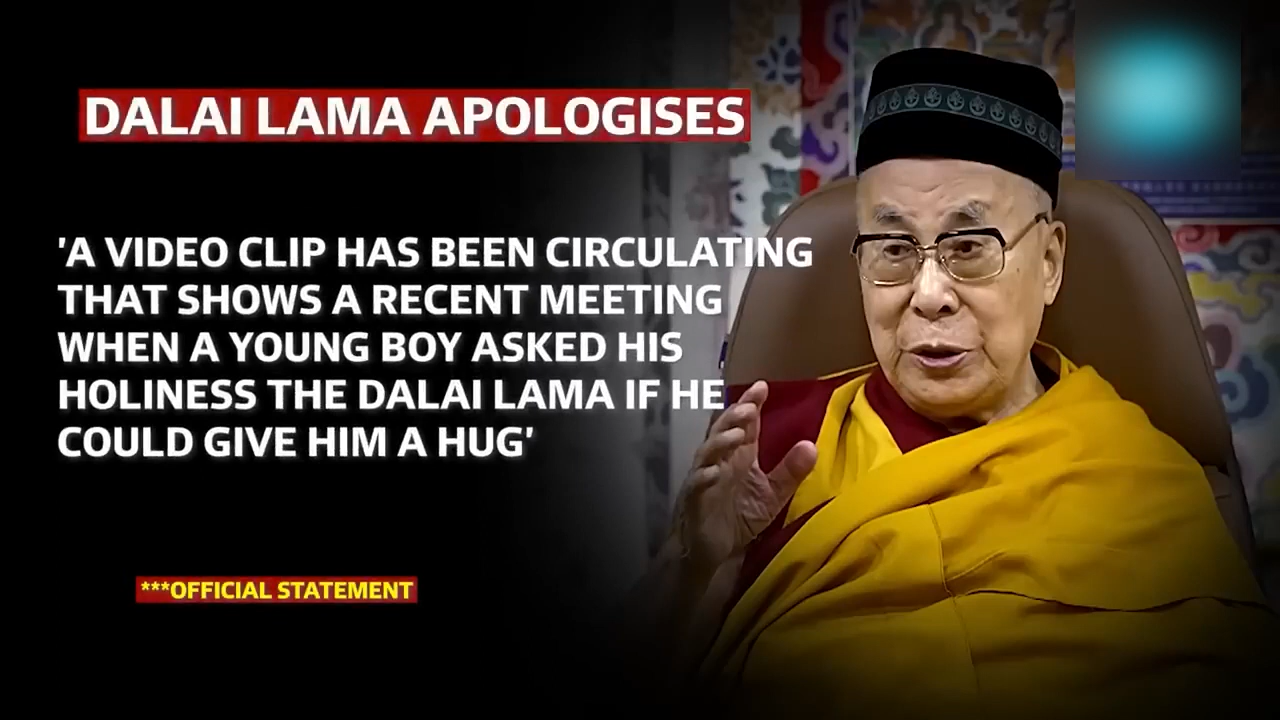 DALAI LAMA APOLOGISES
'A VIDEO CLIP HAS BEEN CIRCULATING
THAT SHOWS A RECENT MEETING
WHEN A YOUNG BOY ASKED HIS
HOLINESS THE DALAI LAMA IF HE
COULD GIVE HIM A HUG'
***OFFICIAL STATEMENT